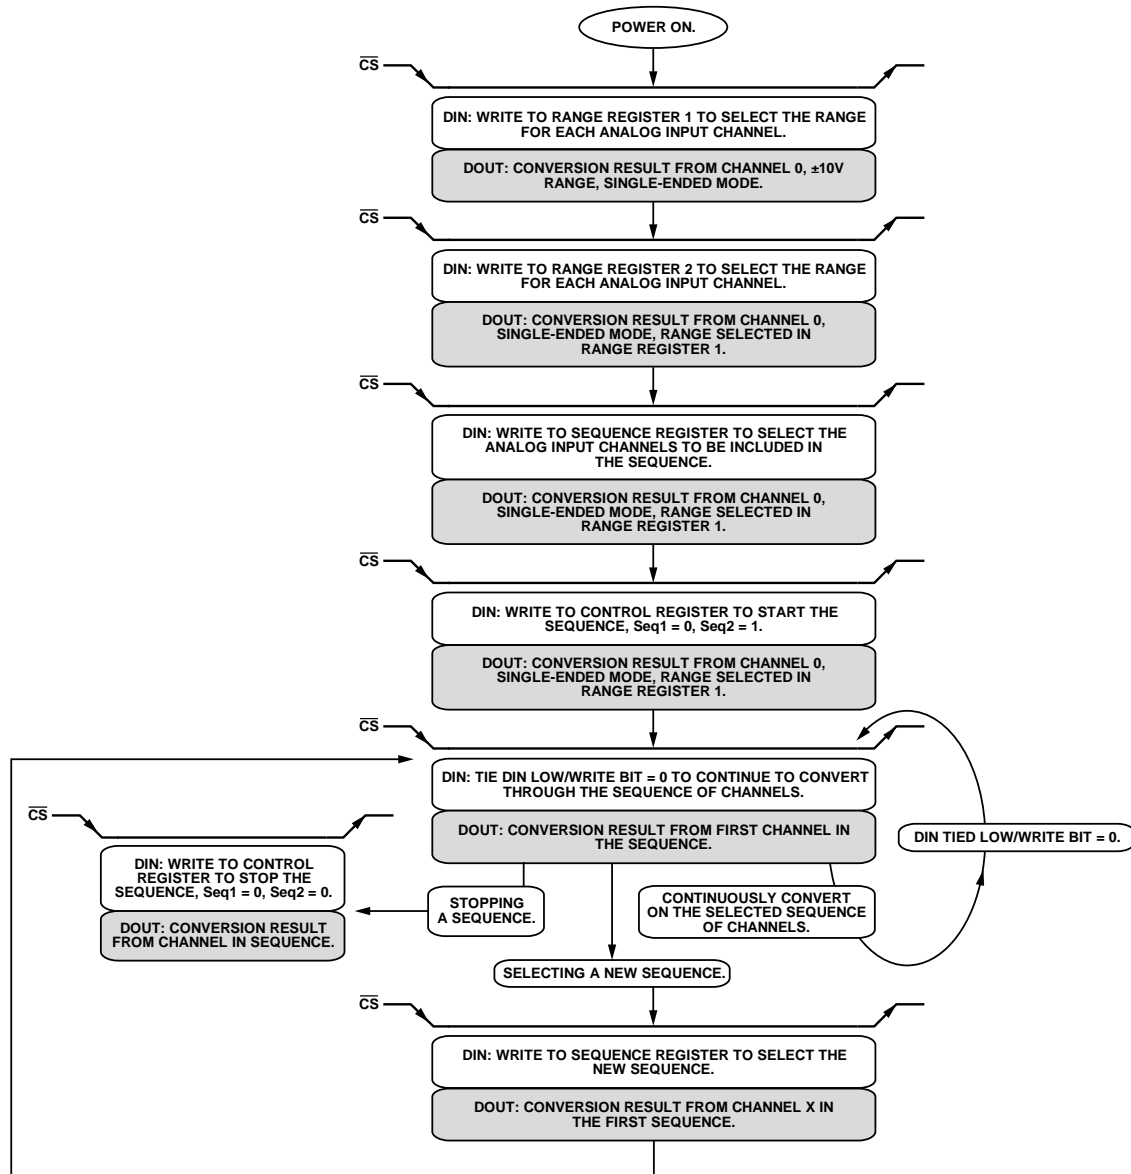 POWER ON.
CS
DIN: WRITE TO RANGE REGISTER 1 TO SELECT THE RANGE
FOR EACH ANALOG INPUT CHANNEL.
DOUT: CONVERSION RESULT FROM CHANNEL 0, ±10V
RANGE, SINGLE-ENDED MODE.
CS
DIN: WRITE TO RANGE REGISTER 2 TO SELECT THE RANGE
FOR EACH ANALOG INPUT CHANNEL.
DOUT: CONVERSION RESULT FROM CHANNEL 0,
SINGLE-ENDED MODE, RANGE SELECTED IN
RANGE REGISTER 1.
CS
DIN: WRITE TO SEQUENCE REGISTER TO SELECT THE
ANALOG INPUT CHANNELS TO BE INCLUDED IN
THE SEQUENCE.
DOUT: CONVERSION RESULT FROM CHANNEL 0,
SINGLE-ENDED MODE, RANGE SELECTED IN
RANGE REGISTER 1.
CS
DIN: WRITE TO CONTROL REGISTER TO START THE
SEQUENCE, Seq1 = 0, Seq2 = 1.
DOUT: CONVERSION RESULT FROM CHANNEL 0,
SINGLE-ENDED MODE, RANGE SELECTED IN
RANGE REGISTER 1.
CS
DIN: TIE DIN LOW/WRITE BIT = 0 TO CONTINUE TO CONVERT
THROUGH THE SEQUENCE OF CHANNELS.
DOUT: CONVERSION RESULT FROM FIRST CHANNEL IN
THE SEQUENCE.
DIN TIED LOW/WRITE BIT = 0.
CS
DIN: WRITE TO CONTROL
REGISTER TO STOP THE
SEQUENCE, Seq1 = 0, Seq2 = 0.
DOUT: CONVERSION RESULT
FROM CHANNEL IN SEQUENCE.
STOPPING
A SEQUENCE.
CONTINUOUSLY CONVERT
ON THE SELECTED SEQUENCE
OF CHANNELS.
SELECTING A NEW SEQUENCE.
CS
DIN: WRITE TO SEQUENCE REGISTER TO SELECT THE
NEW SEQUENCE.
DOUT: CONVERSION RESULT FROM CHANNEL X IN
THE FIRST SEQUENCE.